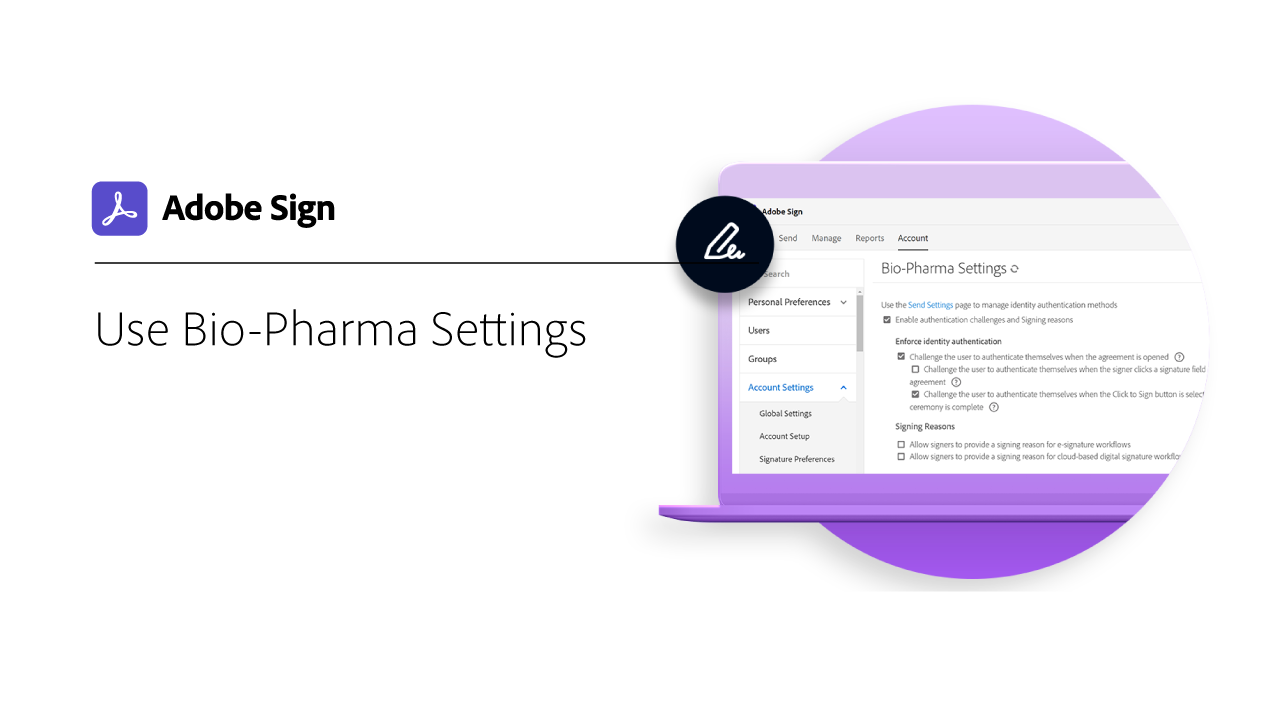 Adobe Sign
Use Bio-Pharma Settings
Adobe Sign
Send Manage Reports Account
Search
Personal Preferences
Users
Groups
Account Settings
Global Settings
Account Setup
Signature Preferences
Bio-Pharma Settings
Use the Send Settings page to manage identity authentication methods
Enable authentication challenges and Signing reasons
Enforce identity authentication
Challenge the user to authenticate themselves when the agreement is opened ?
Challenge the user to authenticate themselves when the signer clicks a signature field
agreement ?
Challenge the user to authenticate themselves when the Click to Sign button is select
ceremony is complete ?
Signing Reasons
Allow signers to provide a signing reason for e-signature workflows
Allow signers to provide a signing reason for cloud-based digital signature